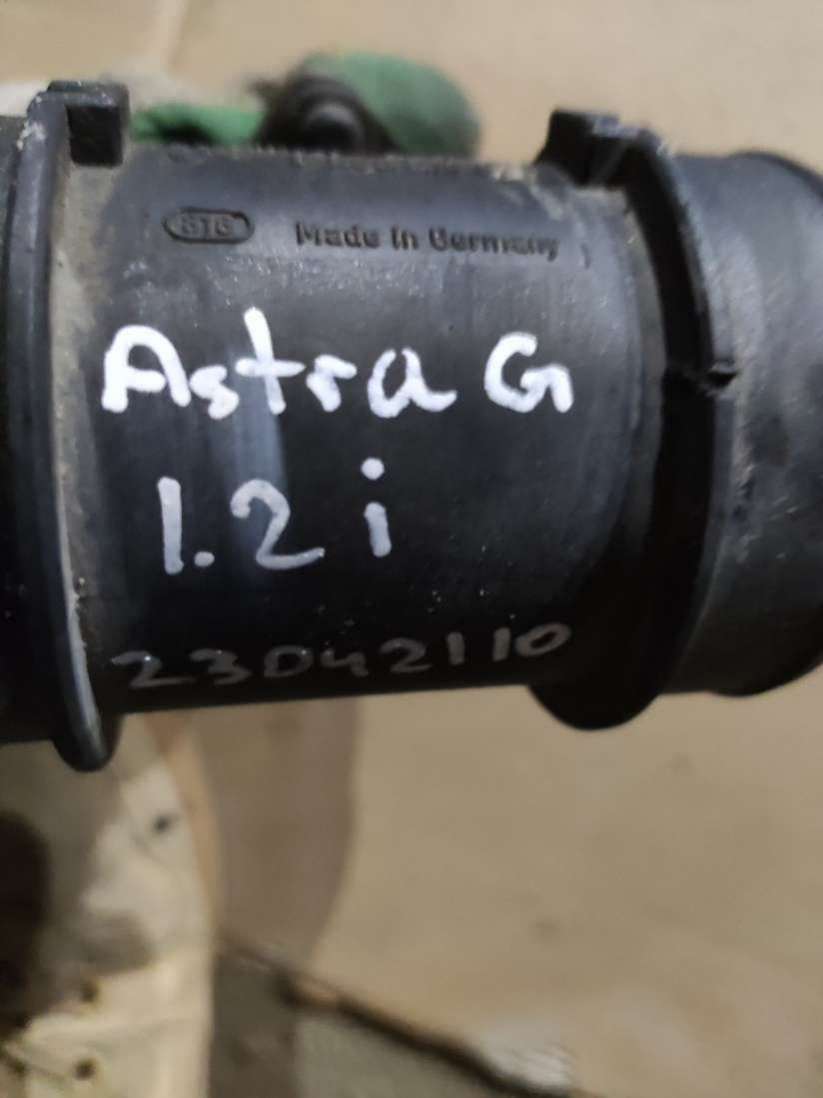 Made in Germany
Astra G
1.2i
23042110